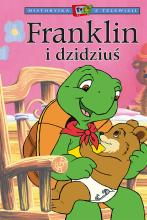 HISTORYJKA Z TELEWIZJI
Franklin
i dzidziuś